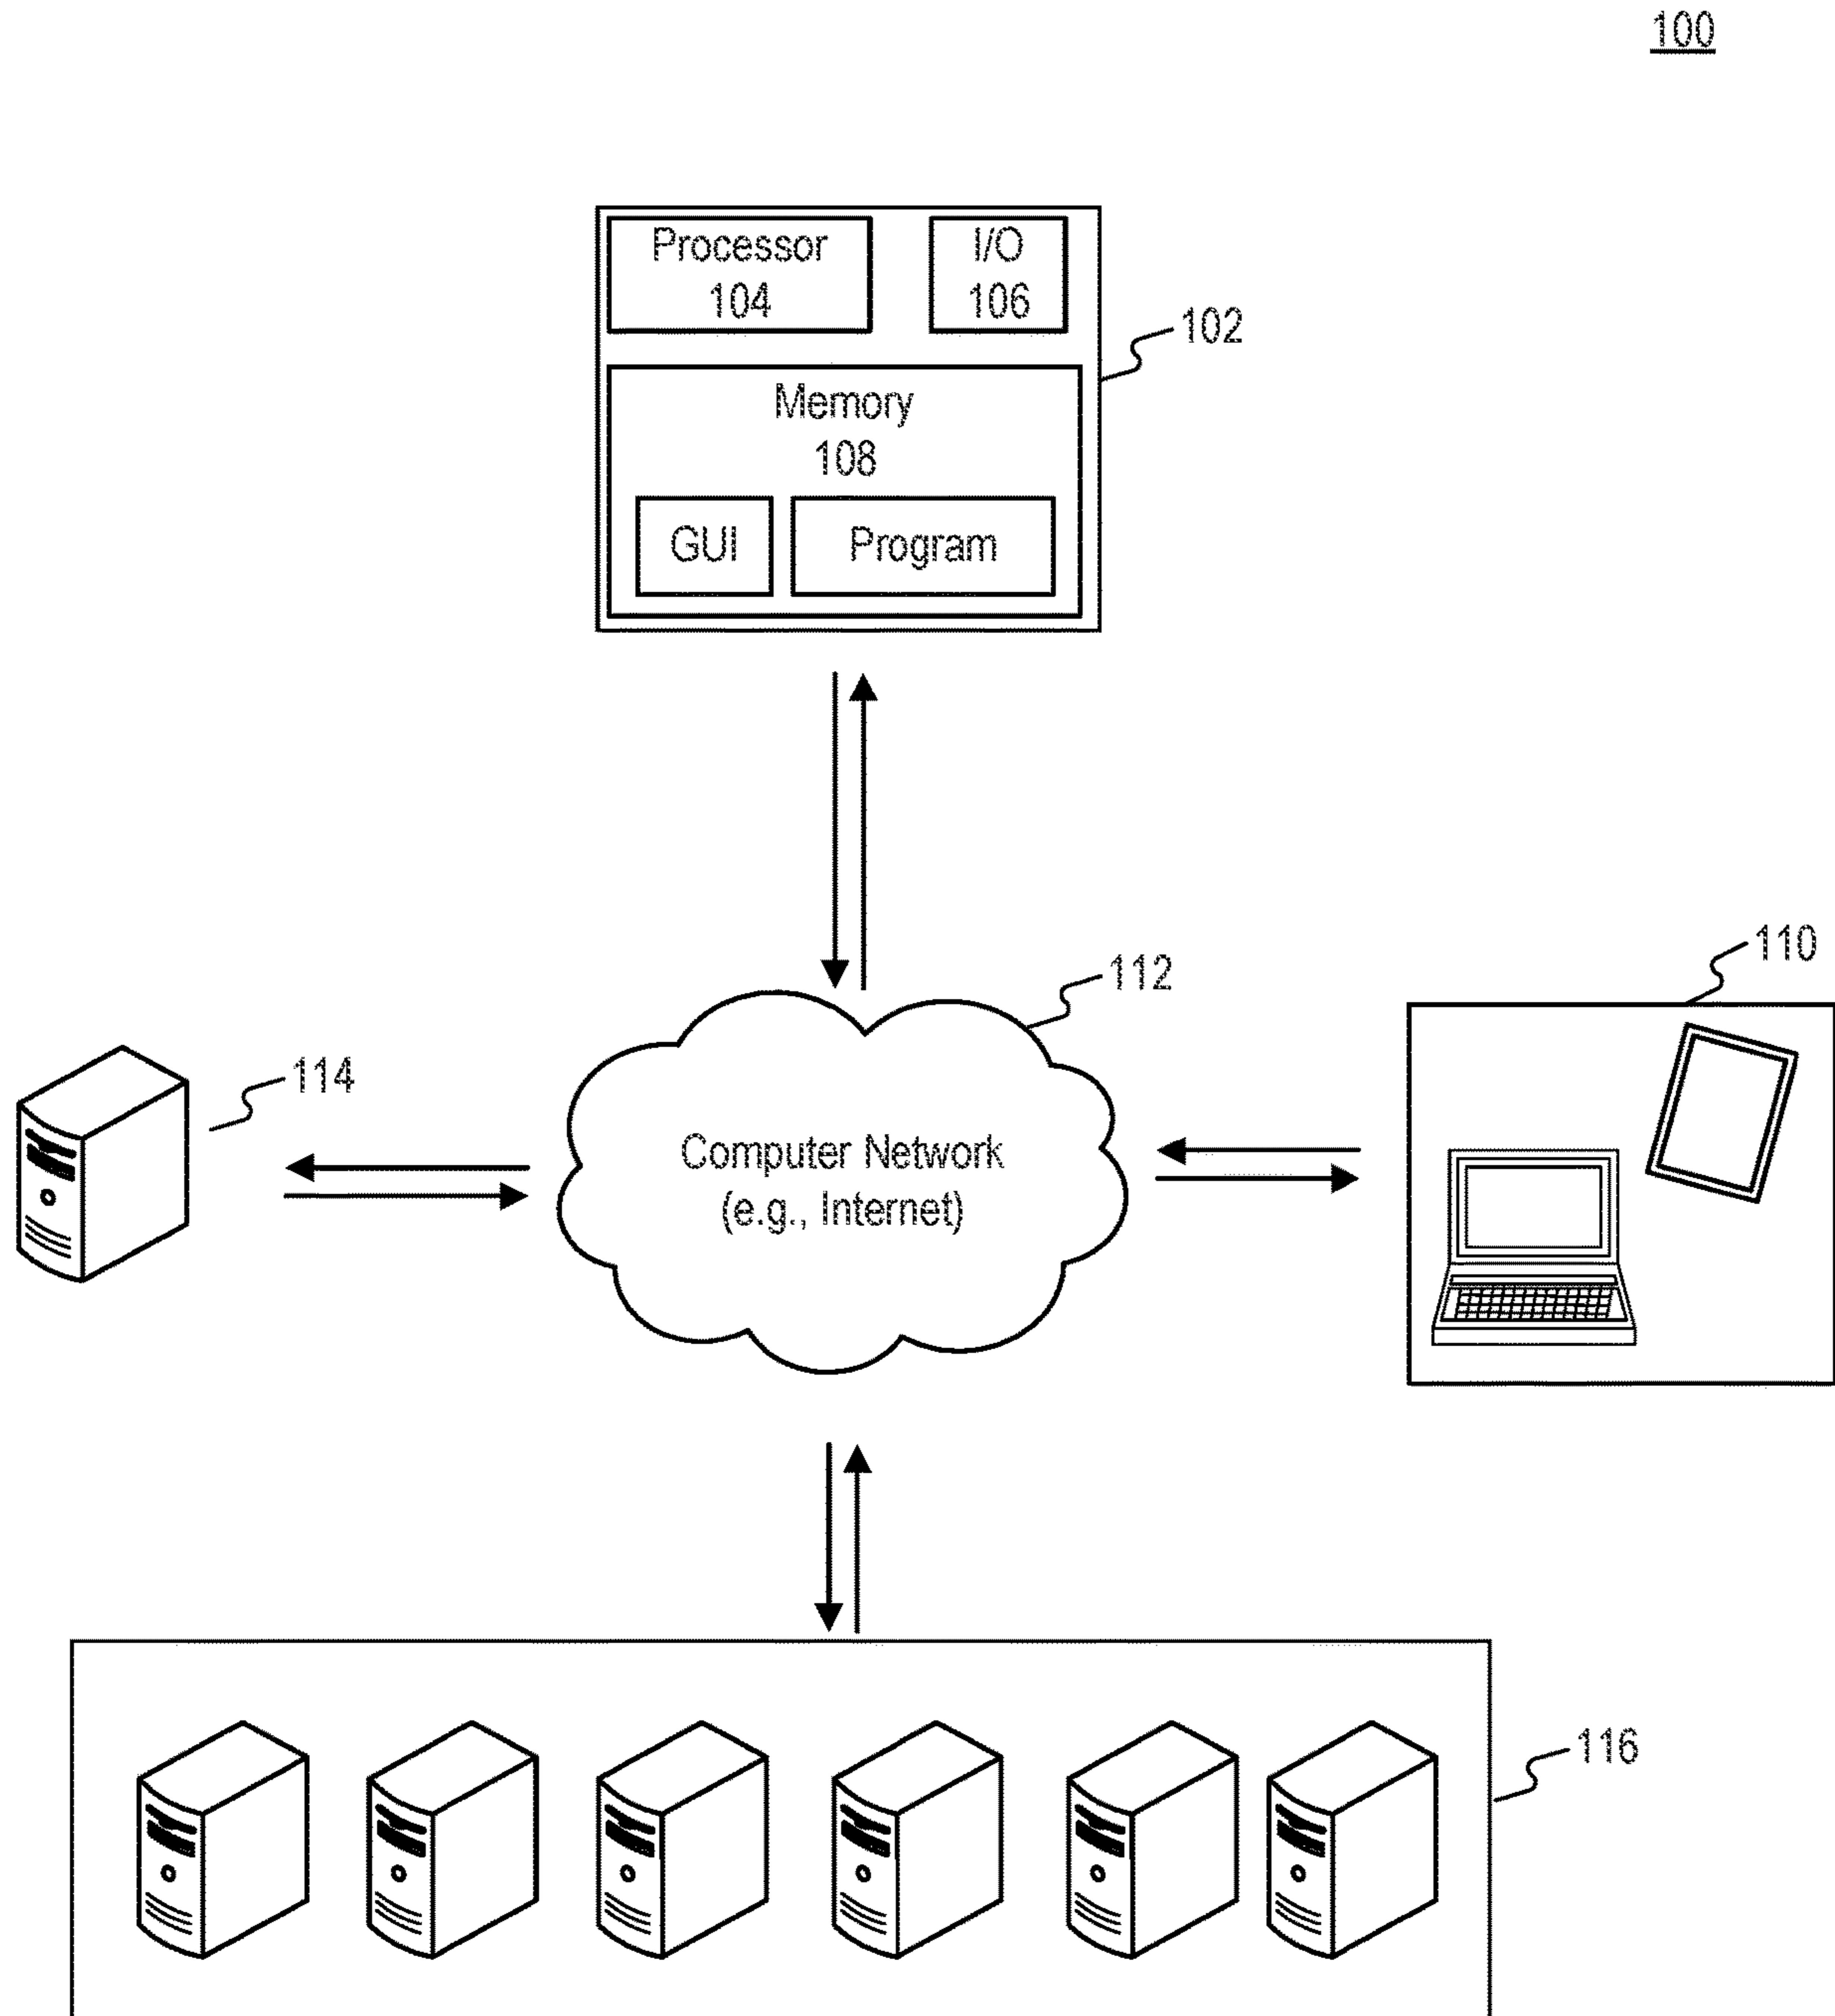 100
Processor
104
I/O
106
102
Memory
108
GUI
Program
112
110
114
Computer Network
(e.g., Internet)
116